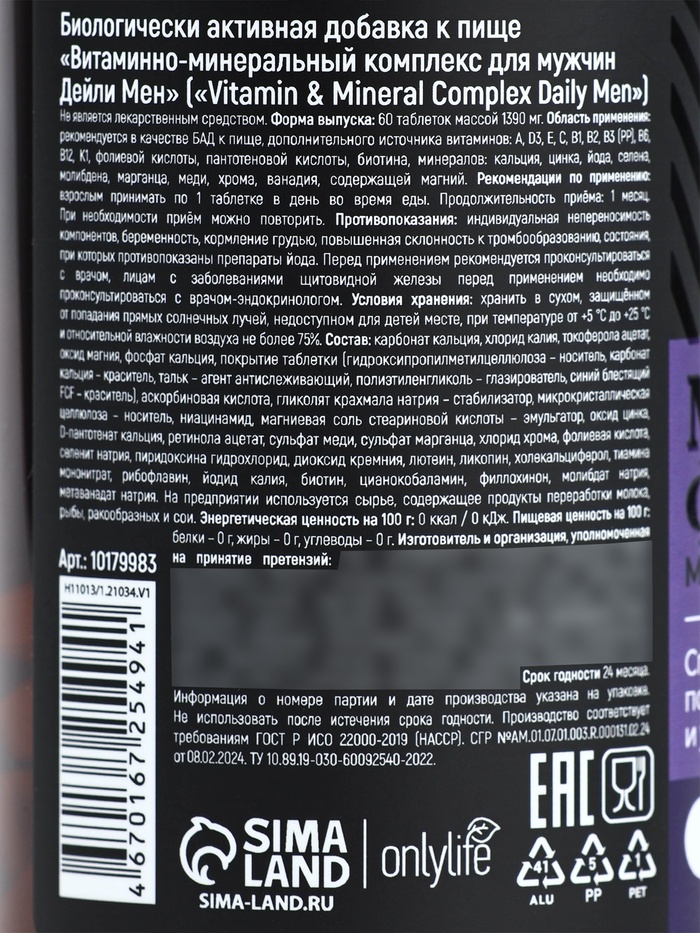 Биологически активная добавка к пище
«Витаминно-минеральный комплекс для мужчин
Дейли Мен» («Vitamin & Mineral Complex Daily Men»)
Не является лекарственным средством. Форма выпуска: 60 таблеток массой 1390 мг. Область применения:
рекомендуется в качестве БАД к пище, дополнительного источника витаминов: А, D3, Е, С, В1, В2, В3 (РР), В6,
В12, К1, фолиевой кислоты, пантотеновой кислоты, биотина, минералов: кальция, цинка, йода, селена,
молибдена, марганца, меди, хрома, ванадия, содержащей магний. Рекомендации по применению:
взрослым принимать по 1 таблетке в день во время еды. Продолжительность приёма: 1 месяц.
При необходимости приём можно повторить. Противопоказания: индивидуальная непереносимость
компонентов, беременность, кормление грудью, повышенная склонность к тромбообразованию, состояния,
при которых противопоказаны препараты йода. Перед применением рекомендуется проконсультироваться
с врачом, лицам с заболеваниями щитовидной железы перед применением необходимо
проконсультироваться с врачом-эндокринологом. Условия хранения: хранить в сухом, защищённом
от попадания прямых солнечных лучей, недоступном для детей месте, при температуре от +5 °С до +25 °С
и относительной влажности воздуха не более 75%. Состав: карбонат кальция, хлорид калия, токоферола ацетат,
оксид магния, фосфат кальция, покрытие таблетки (гидроксипропилметилцеллюлоза – носитель, карбонат
кальция – краситель, тальк – агент антислеживающий, полиэтиленгликоль – глазирователь, синий блестящий
FCF – краситель), аскорбиновая кислота, гликолят крахмала натрия – стабилизатор, микрокристаллическая
целлюлоза – носитель, ниацинамид, магниевая соль стеариновой кислоты – эмульгатор, оксид цинка,
D-пантотенат кальция, ретинола ацетат, сульфат меди, сульфат марганца, хлорид хрома, фолиевая кислота,
селенит натрия, пиридоксина гидрохлорид, диоксид кремния, лютеин, ликопин, холекальциферол, тиамина
мононитрат, рибофлавин, йодид калия, биотин, цианокобаламин, филлохинон, молибдат натрия,
метаванадат натрия. На предприятии используется сырье, содержащее продукты переработки молока,
рыбы, ракообразных и сои. Энергетическая ценность на 100 г: 0 ккал / 0 кДж. Пищевая ценность на 100 г:
белки – 0 г, жиры – 0 г, углеводы – 0 г. Изготовитель и организация, уполномоченная
на принятие претензий:
Арт.: 10179983
H11013/1.21034.V1
4 670167 254941
Срок годности 24 месяца.
Информация о номере партии и дате производства указана на упаковке.
Не использовать после истечения срока годности. Производство соответствует
требованиям ГОСТ Р ИСО 22000-2019 (НАССР). СГР №AM.01.07.01.003.R.000131.02.24
от 08.02.2024. ТУ 10.89.19-030-60092540-2022.
EAC
SIMA
LAND
SIMA-LAND.RU
onlylife
41
ALU
5
PP
1
PET